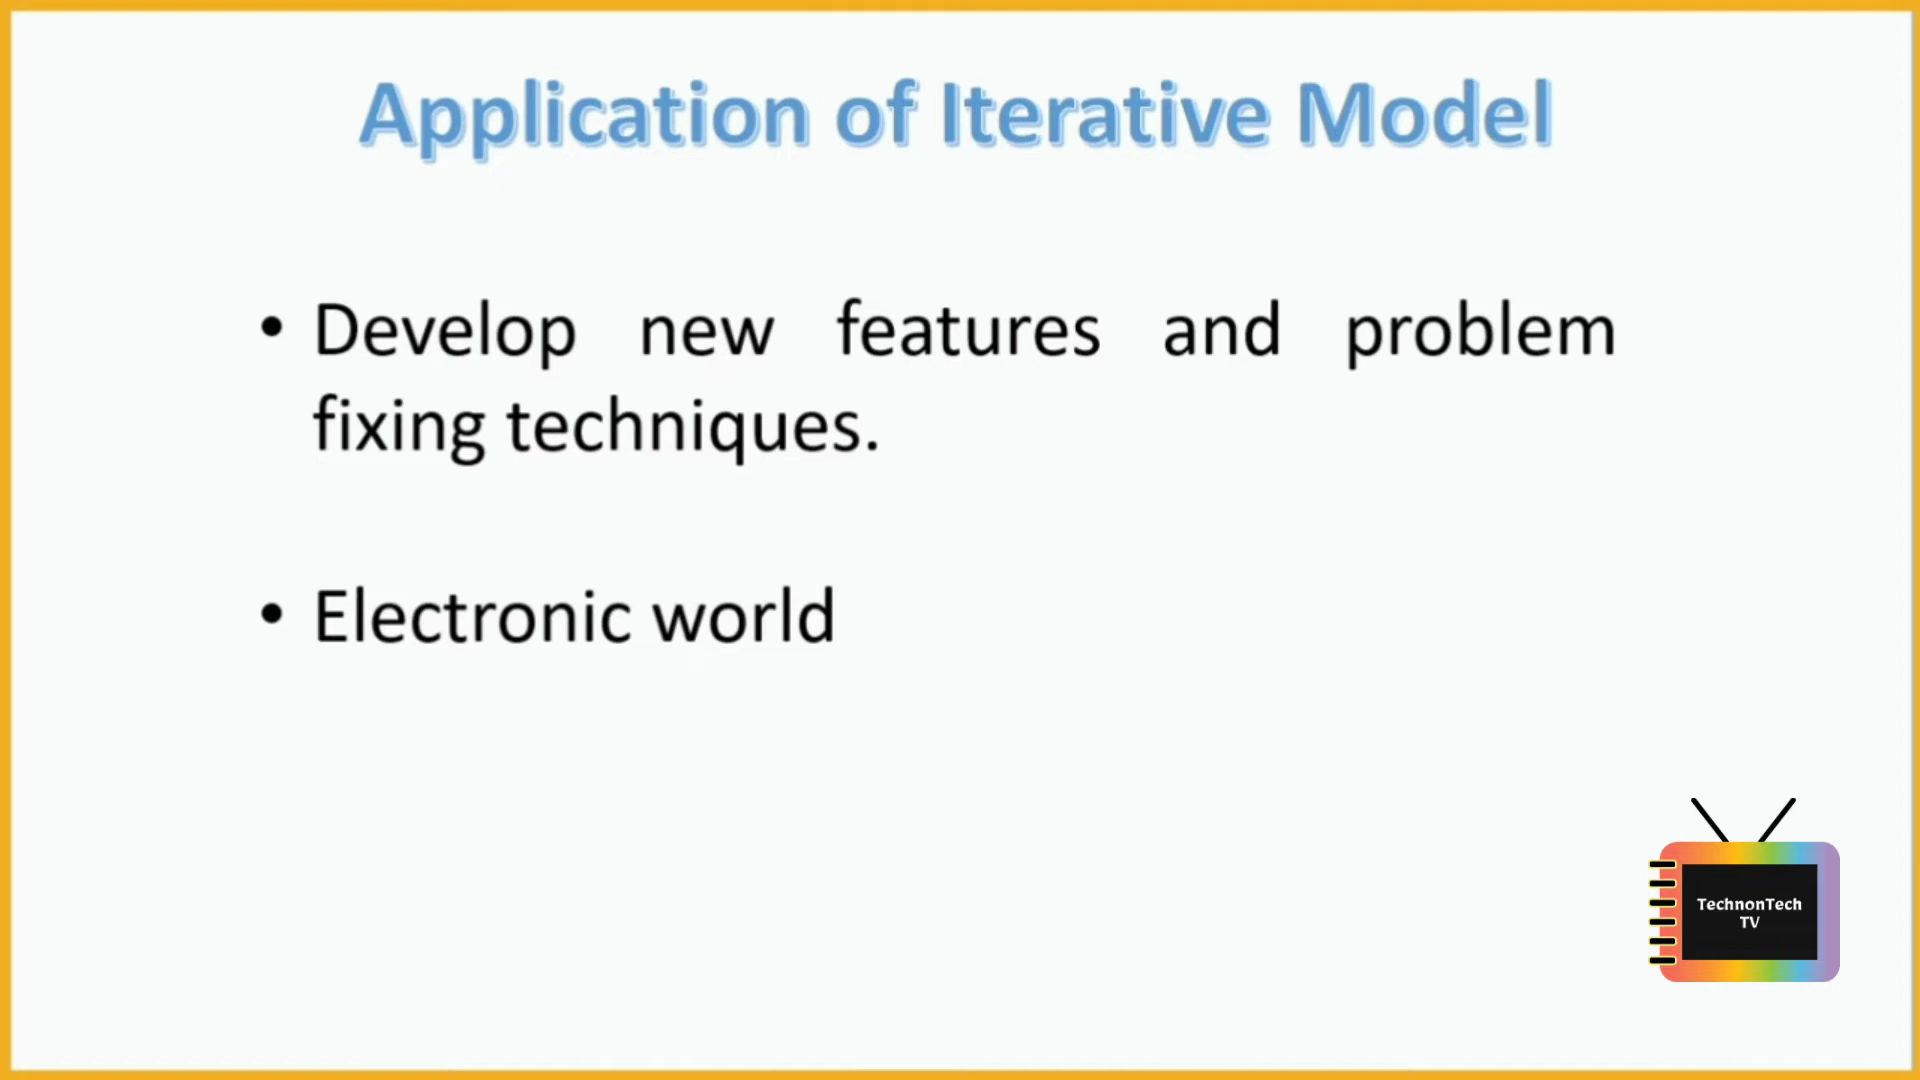 Application of Iterative Model
• Develop new features and problem
fixing techniques.
• Electronic world
TechnonTech
TV